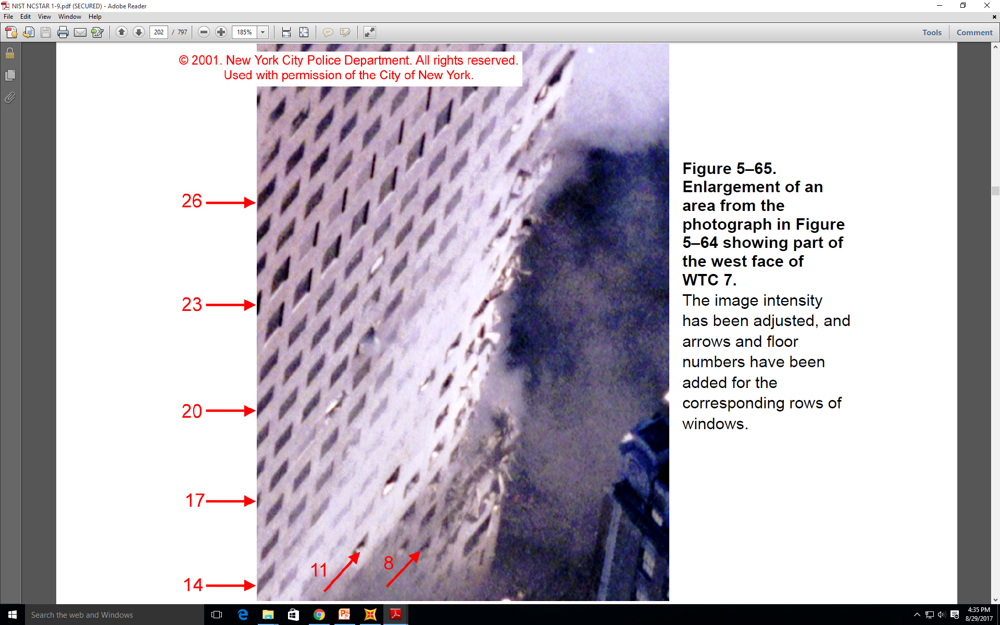 NIST NCSTAR 1-9.pdf (SECURED) - Adobe Reader
File Edit View Window Help
202 / 797 185% Tools Comment
© 2001. New York City Police Department. All rights reserved.
Used with permission of the City of New York.
26
23
20
17
14
11
8
Figure 5–65.
Enlargement of an
area from the
photograph in Figure
5–64 showing part of
the west face of
WTC 7.
The image intensity
has been adjusted, and
arrows and floor
numbers have been
added for the
corresponding rows of
windows.
Search the web and Windows
4:35 PM
8/29/2017